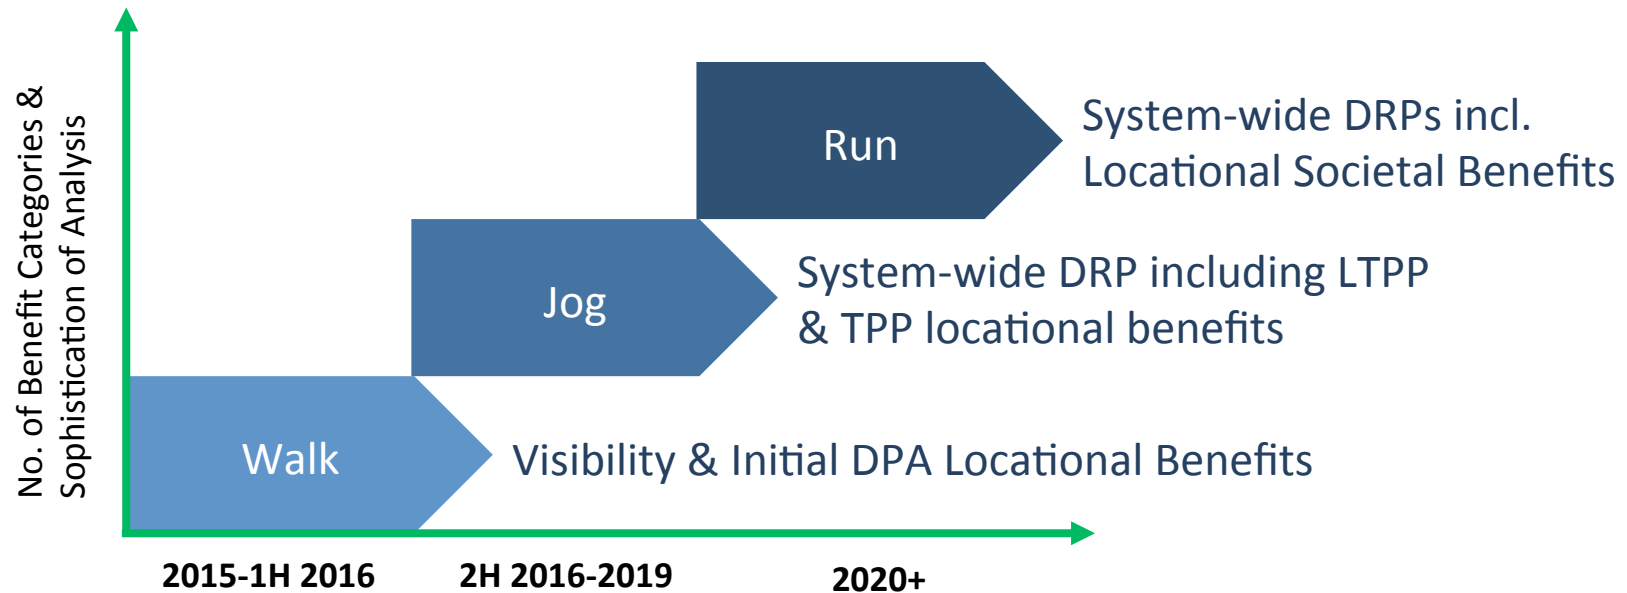 No. of Benefit Categories &
Sophistication of Analysis
Run
System-wide DRPs incl.
Locational Societal Benefits
Jog
System-wide DRP including LTPP
& TPP locational benefits
Walk
Visibility & Initial DPA Locational Benefits
2015-1H 2016
2H 2016-2019
2020+